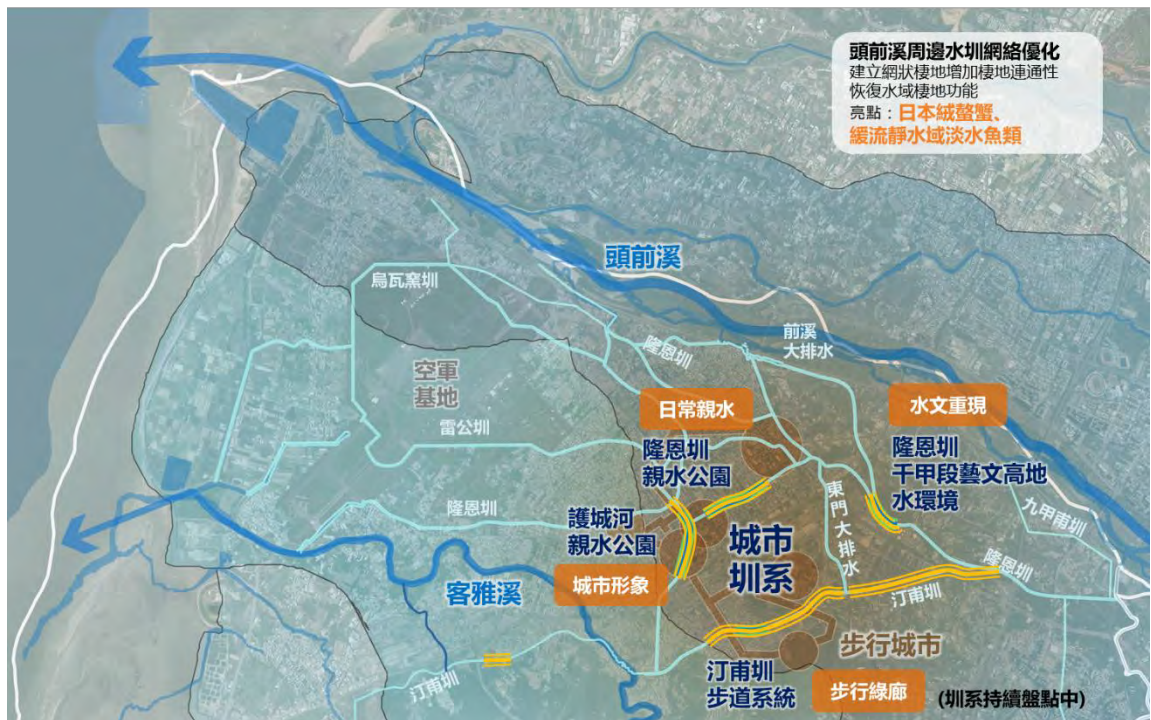 頭前溪周邊水圳網絡優化
建立網狀棲地增加棲地連通性
恢復水域棲地功能
亮點：日本絨螯蟹、
緩流靜水域淡水魚類
頭前溪
烏瓦窯圳
前溪
大排水
隆恩圳
空軍
基地
日常親水
水文重現
雷公圳
隆恩圳
親水公園
隆恩圳
千甲段藝文高地
水環境
東門大排水
九甲甫圳
隆恩圳
護城河
親水公園
城市
圳系
隆恩圳
城市形象
客雅溪
汀甫圳
步行城市
汀甫圳
汀甫圳
步道系統
步行綠廊
(圳系持續盤點中)